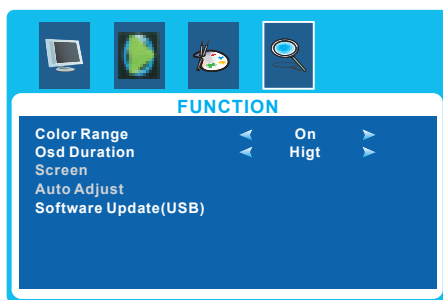 FUNCTION
Color Range On
Osd Duration Higt
Screen
Auto Adjust
Software Update(USB)